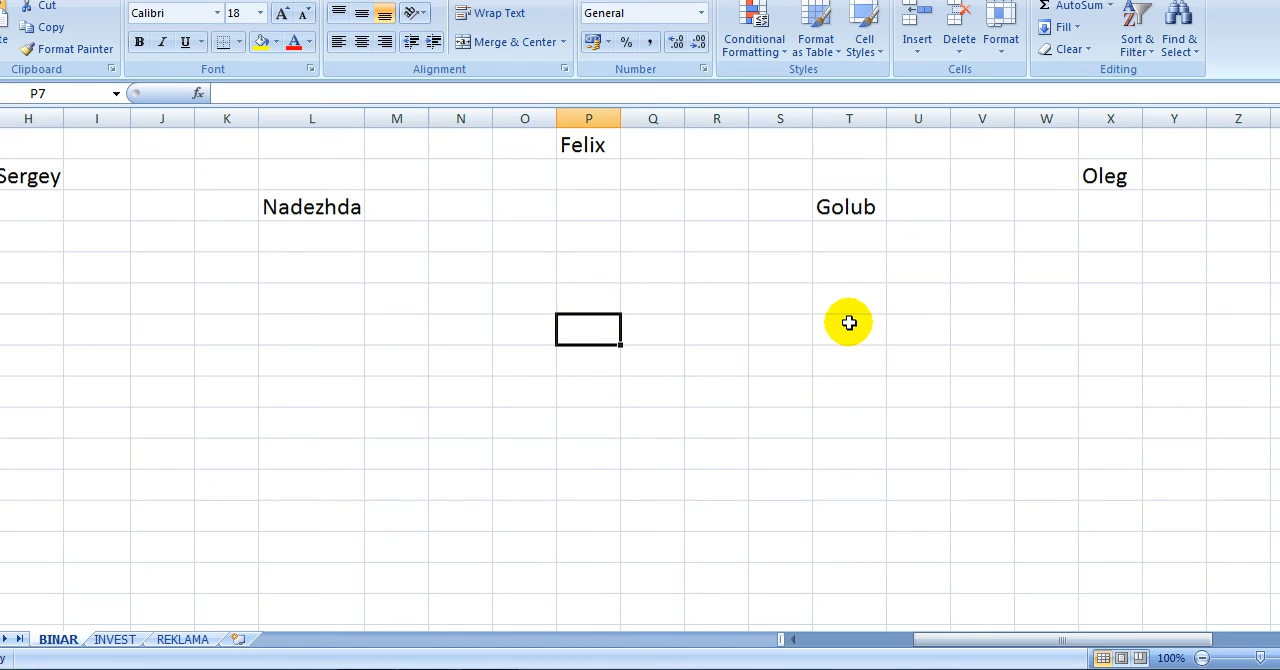 Cut
Copy
Format Painter
Clipboard
Calibri 18
B I U
Font
Wrap Text
Merge & Center
Alignment
General
% ,
Number
Conditional Formatting
Format as Table
Cell Styles
Styles
Insert
Delete
Format
Cells
Σ AutoSum
Fill
Clear
Sort & Filter
Find & Select
Editing
P7
fx
H I J K L M N O P Q R S T U V W X Y Z
Felix
Sergey
Oleg
Nadezhda
Golub
BINAR INVEST REKLAMA
100%